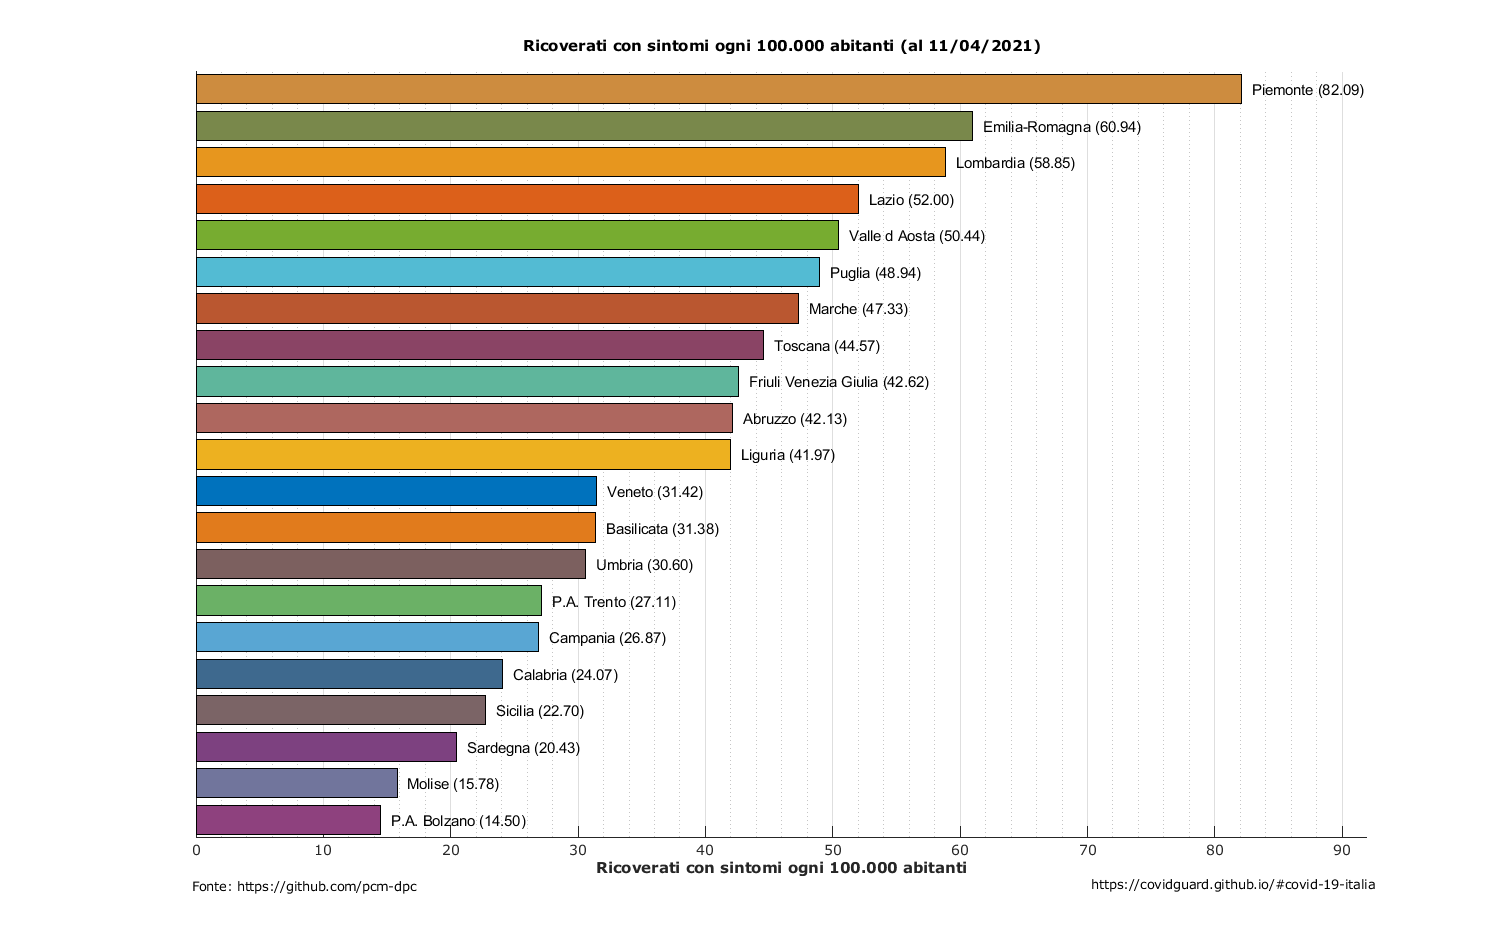 Ricoverati con sintomi ogni 100.000 abitanti (al 11/04/2021)
Piemonte (82.09)
Emilia-Romagna (60.94)
Lombardia (58.85)
Lazio (52.00)
Valle d Aosta (50.44)
Puglia (48.94)
Marche (47.33)
Toscana (44.57)
Friuli Venezia Giulia (42.62)
Abruzzo (42.13)
Liguria (41.97)
Veneto (31.42)
Basilicata (31.38)
Umbria (30.60)
P.A. Trento (27.11)
Campania (26.87)
Calabria (24.07)
Sicilia (22.70)
Sardegna (20.43)
Molise (15.78)
P.A. Bolzano (14.50)
0 10 20 30 40 50 60 70 80 90
Ricoverati con sintomi ogni 100.000 abitanti
Fonte: https://github.com/pcm-dpc
https://covidguard.github.io/#covid-19-italia